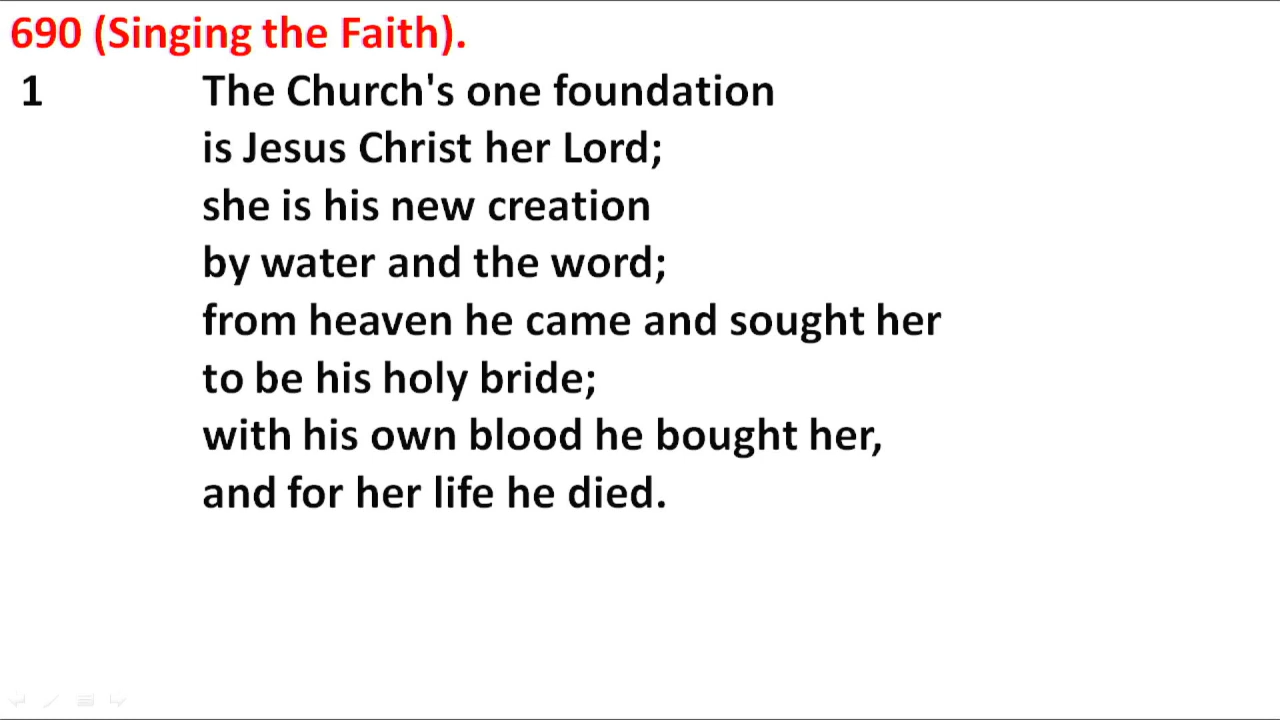 690 (Singing the Faith).
1 The Church's one foundation
is Jesus Christ her Lord;
she is his new creation
by water and the word;
from heaven he came and sought her
to be his holy bride;
with his own blood he bought her,
and for her life he died.